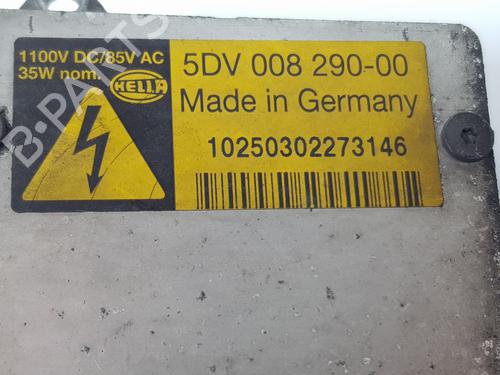 1100V DC/85V AC
35W nom.
HELLA
5DV 008 290-00
Made in Germany
10250302273146
B-PARTS